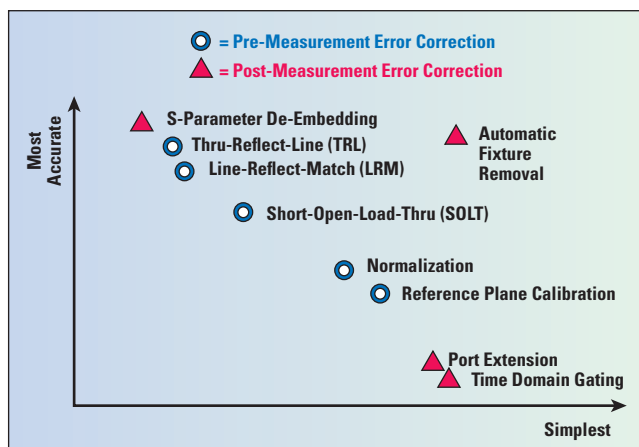 = Pre-Measurement Error Correction
= Post-Measurement Error Correction
Most
Accurate
S-Parameter De-Embedding
Thru-Reflect-Line (TRL)
Line-Reflect-Match (LRM)
Automatic
Fixture
Removal
Short-Open-Load-Thru (SOLT)
Normalization
Reference Plane Calibration
Port Extension
Time Domain Gating
Simplest